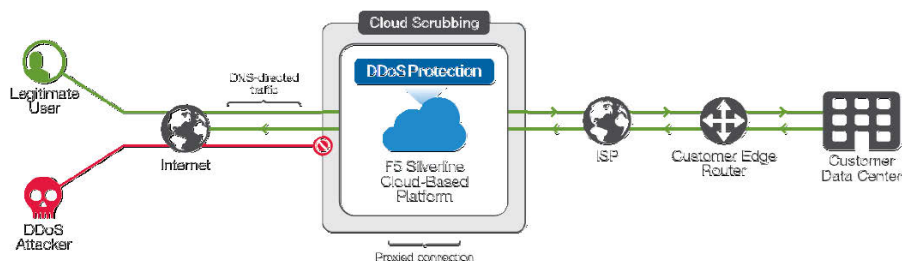 Cloud Scrubbing
DDoS Protection
Legitimate
User
DNS-directed
traffic
Internet
F5 Silverline
Cloud-Based
Platform
ISP
Customer Edge
Router
Customer
Data Center
DDoS
Attacker
Proxied connection